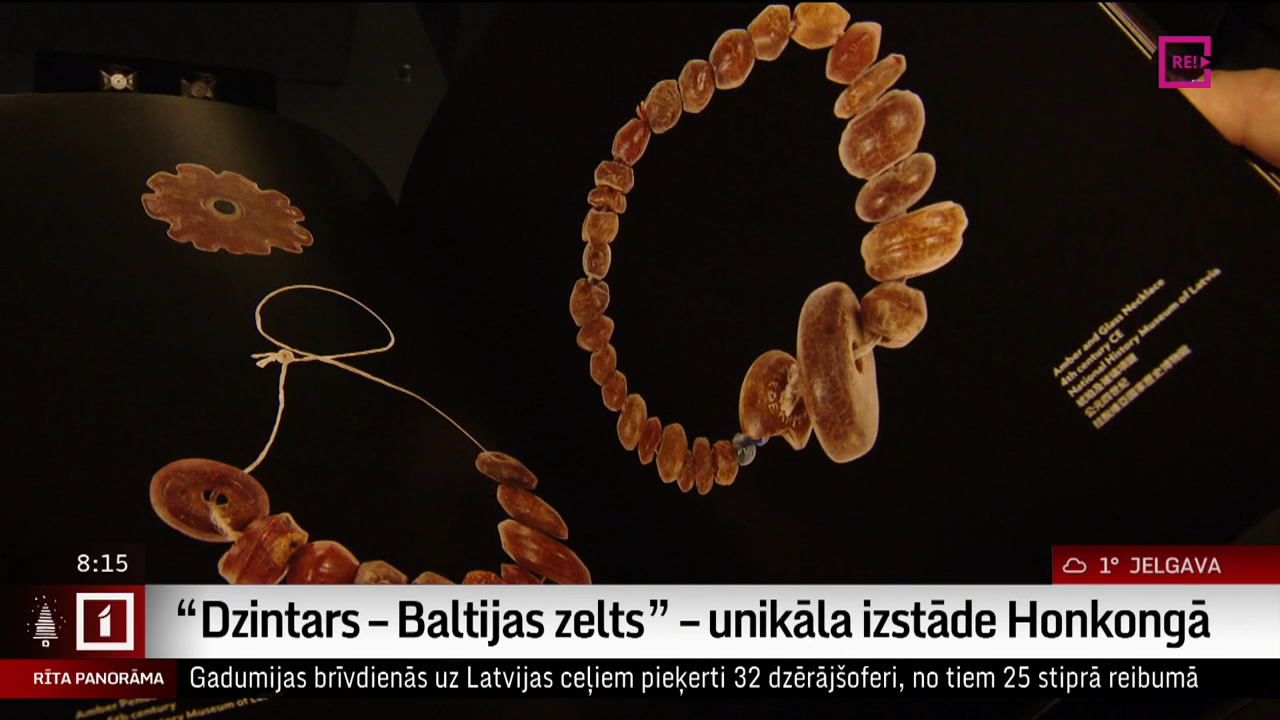 RE!
Amber and Glass Necklace
4th century CE
National History Museum of Latvia
8:15
1° JELGAVA
1
“Dzintars – Baltijas zelts” – unikāla izstāde Honkongā
RĪTA PANORĀMA
Gadumijas brīvdienās uz Latvijas ceļiem pieķerti 32 dzērājšoferi, no tiem 25 stiprā reibumā